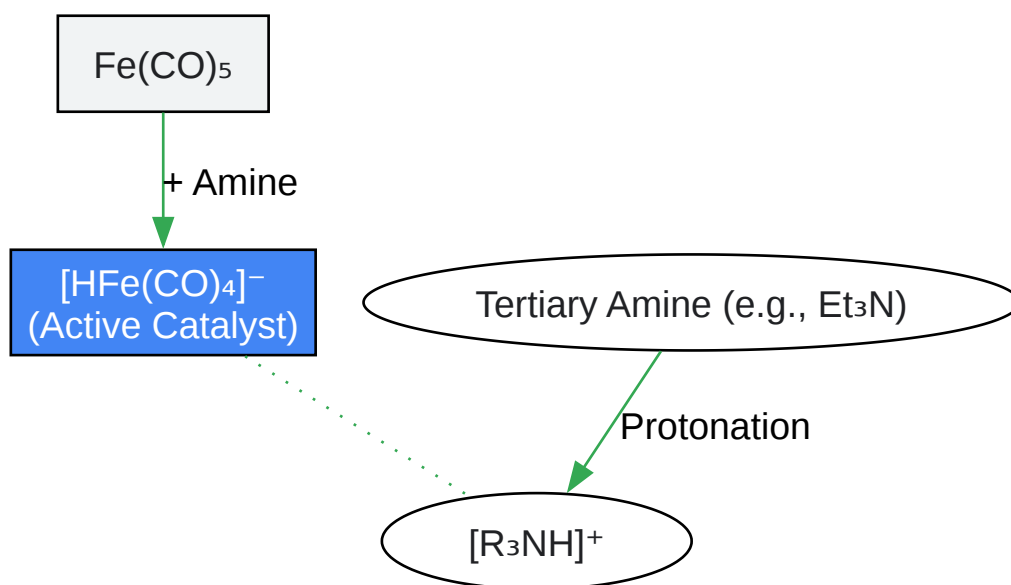 Fe(CO)₅
+ Amine
[HFe(CO)₄]⁻
(Active Catalyst)
Tertiary Amine (e.g., Et₃N)
Protonation
[R₃NH]⁺